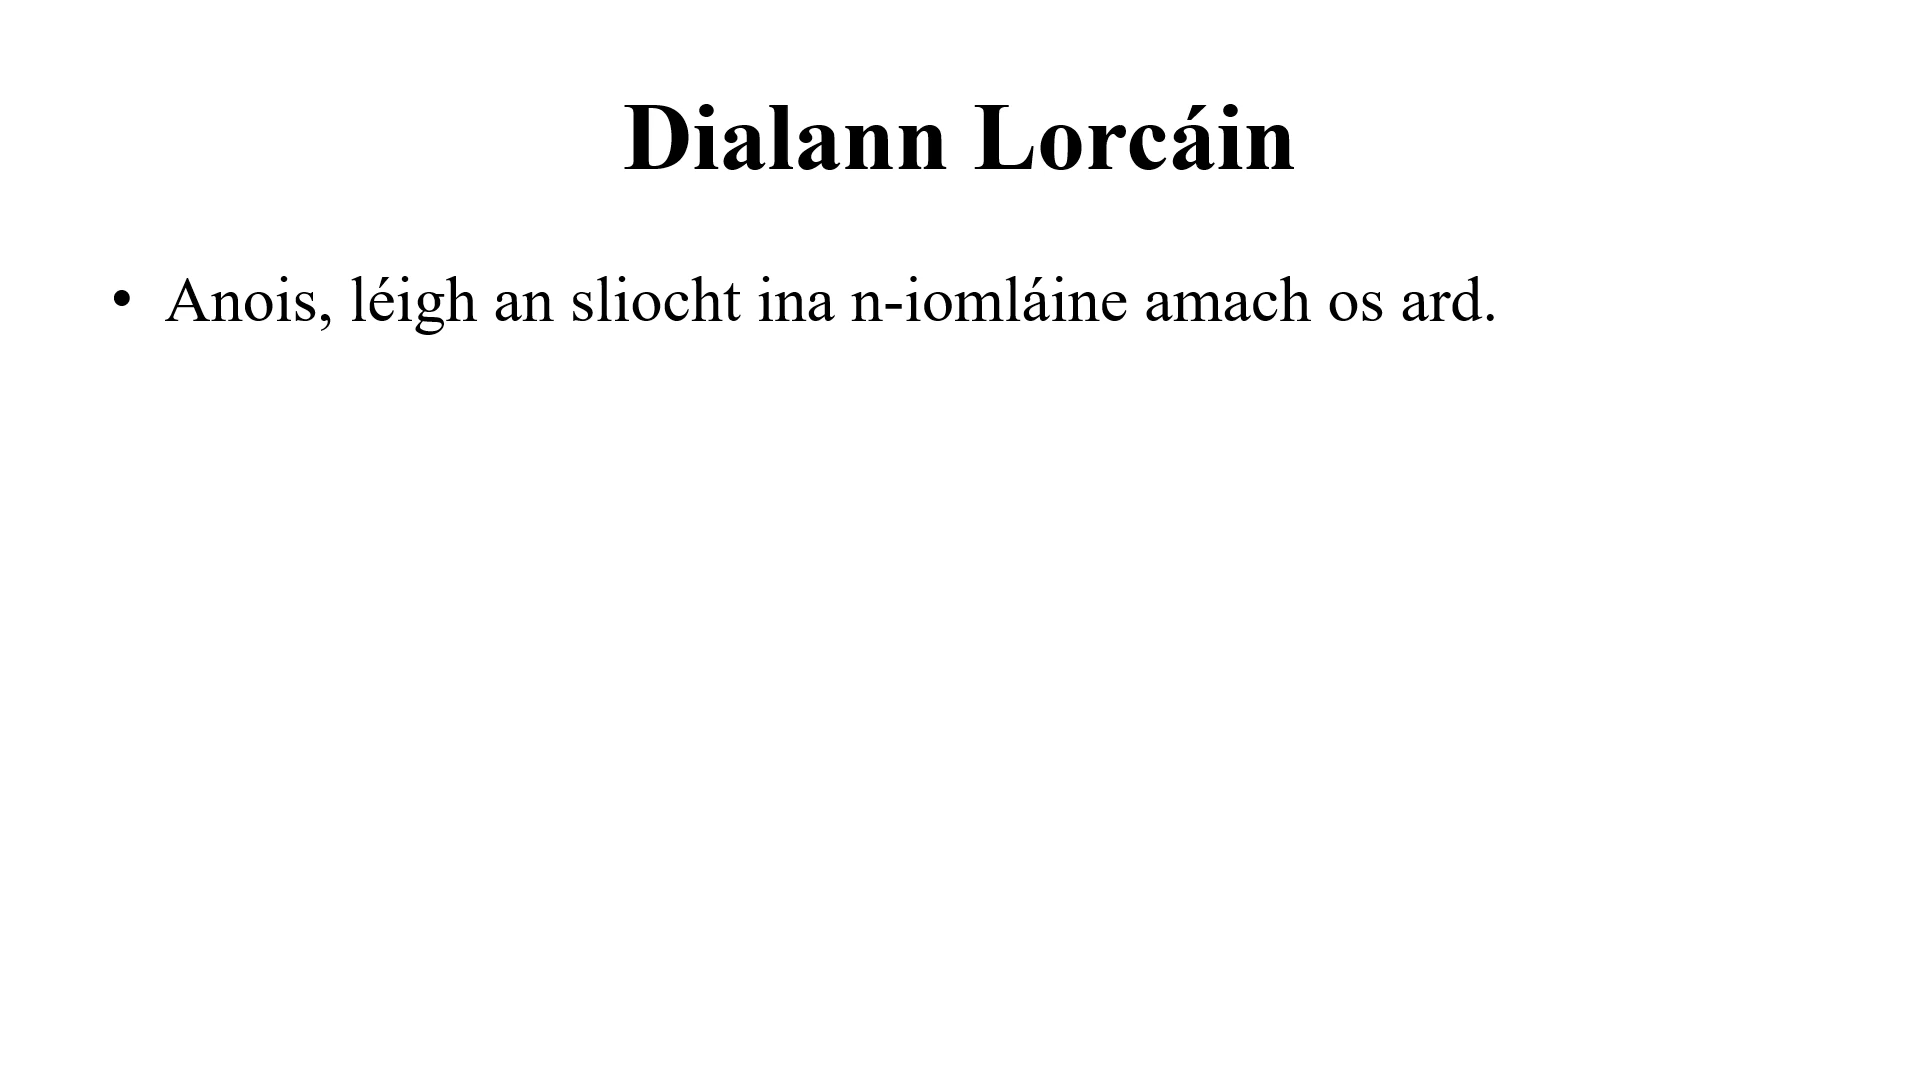 Dialann Lorcáin
• Anois, léigh an sliocht ina n-iomláine amach os ard.